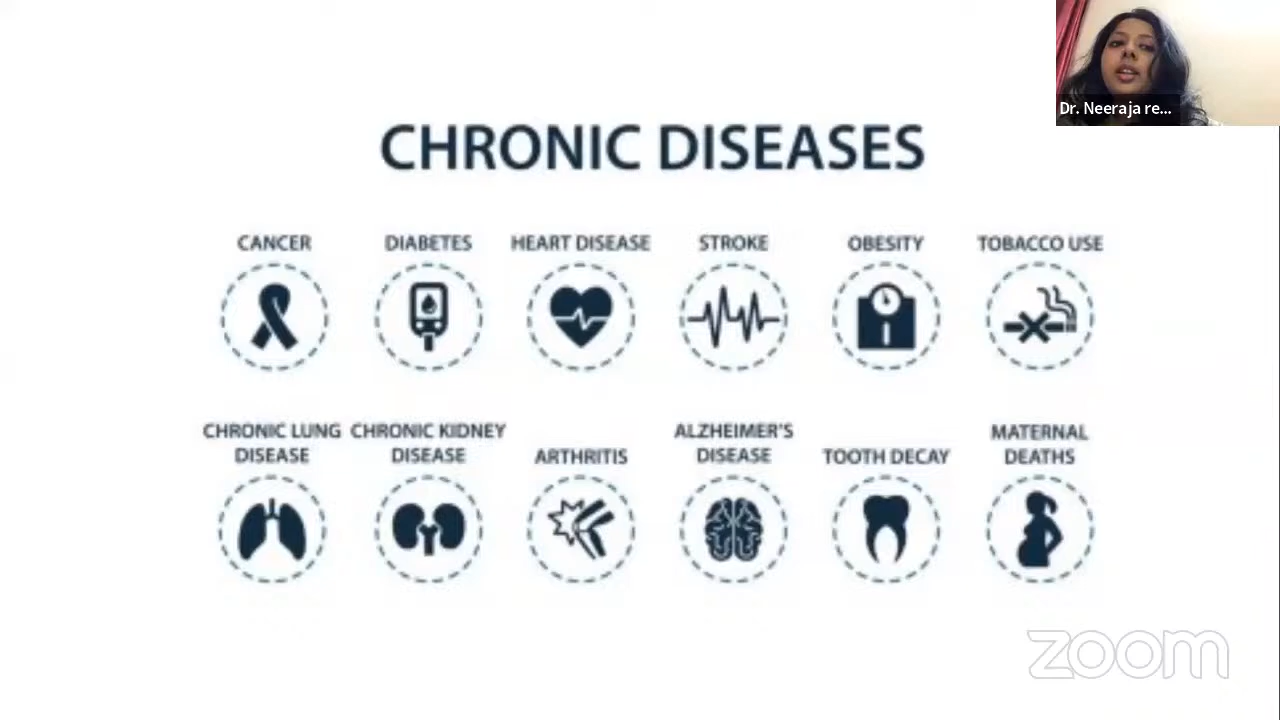 Dr. Neeraja re...
CHRONIC DISEASES
CANCER
DIABETES
HEART DISEASE
STROKE
OBESITY
TOBACCO USE
CHRONIC LUNG
DISEASE
CHRONIC KIDNEY
DISEASE
ARTHRITIS
ALZHEIMER'S
DISEASE
TOOTH DECAY
MATERNAL
DEATHS
zoom